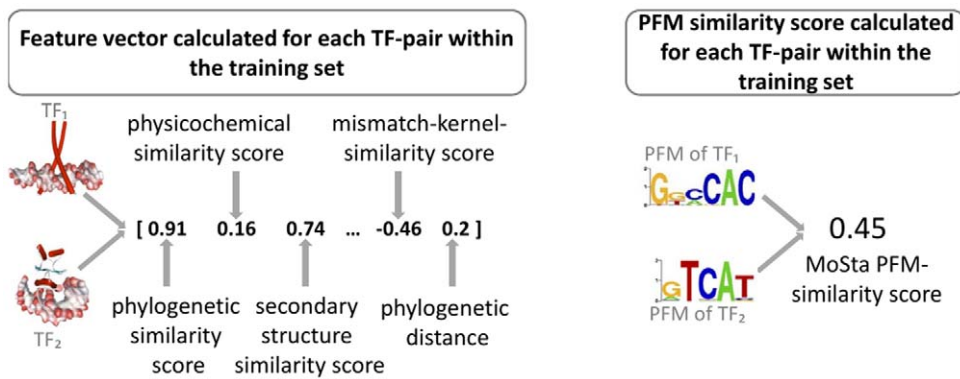 Feature vector calculated for each TF-pair within
the training set
TF₁
physicochemical
similarity score
mismatch-kernel-
similarity score
[ 0.91 0.16 0.74 ... -0.46 0.2 ]
TF₂
phylogenetic
similarity
score
secondary
structure
similarity score
phylogenetic
distance
PFM similarity score calculated
for each TF-pair within the
training set
PFM of TF₁
CAC
0.45
MoSta PFM-
similarity score
GTCAT
PFM of TF₂